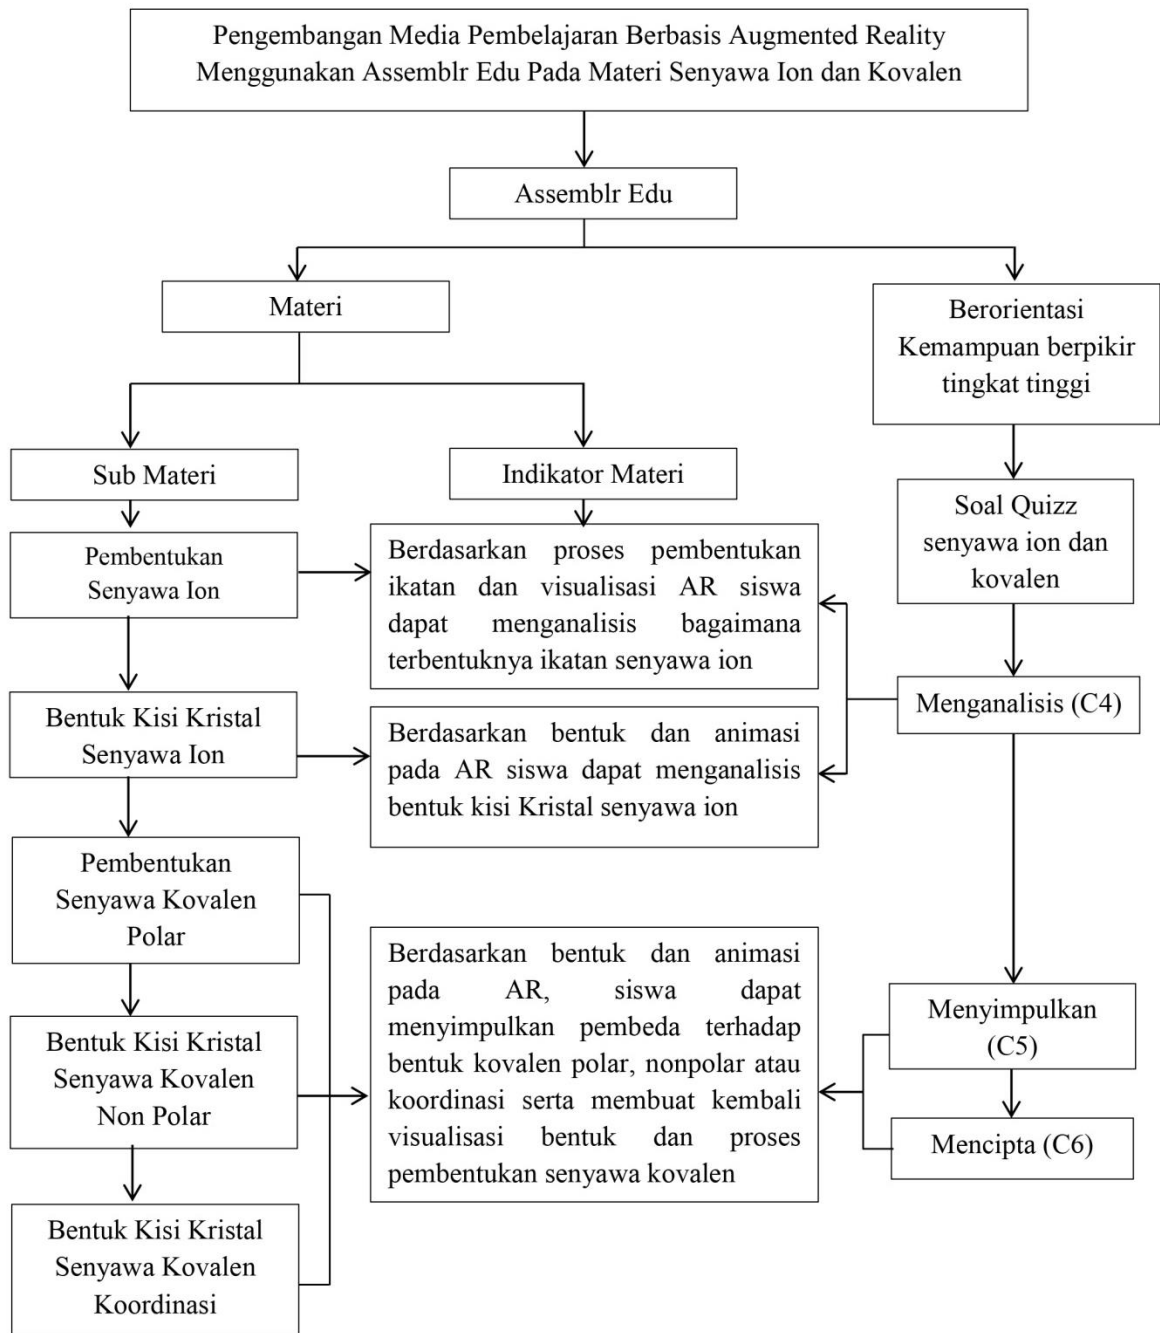 Pengembangan Media Pembelajaran Berbasis Augmented Reality
Menggunakan Assemblr Edu Pada Materi Senyawa Ion dan Kovalen
Assemblr Edu
Materi
Berorientasi
Kemampuan berpikir
tingkat tinggi
Sub Materi
Indikator Materi
Soal Quizz
senyawa ion dan
kovalen
Pembentukan
Senyawa Ion
Berdasarkan proses pembentukan
ikatan dan visualisasi AR siswa
dapat menganalisis bagaimana
terbentuknya ikatan senyawa ion
Menganalisis (C4)
Bentuk Kisi Kristal
Senyawa Ion
Berdasarkan bentuk dan animasi
pada AR siswa dapat menganalisis
bentuk kisi Kristal senyawa ion
Pembentukan
Senyawa Kovalen
Polar
Bentuk Kisi Kristal
Senyawa Kovalen
Non Polar
Berdasarkan bentuk dan animasi
pada AR, siswa dapat
menyimpulkan pembeda terhadap
bentuk kovalen polar, nonpolar atau
koordinasi serta membuat kembali
visualisasi bentuk dan proses
pembentukan senyawa kovalen
Menyimpulkan
(C5)
Mencipta (C6)
Bentuk Kisi Kristal
Senyawa Kovalen
Koordinasi